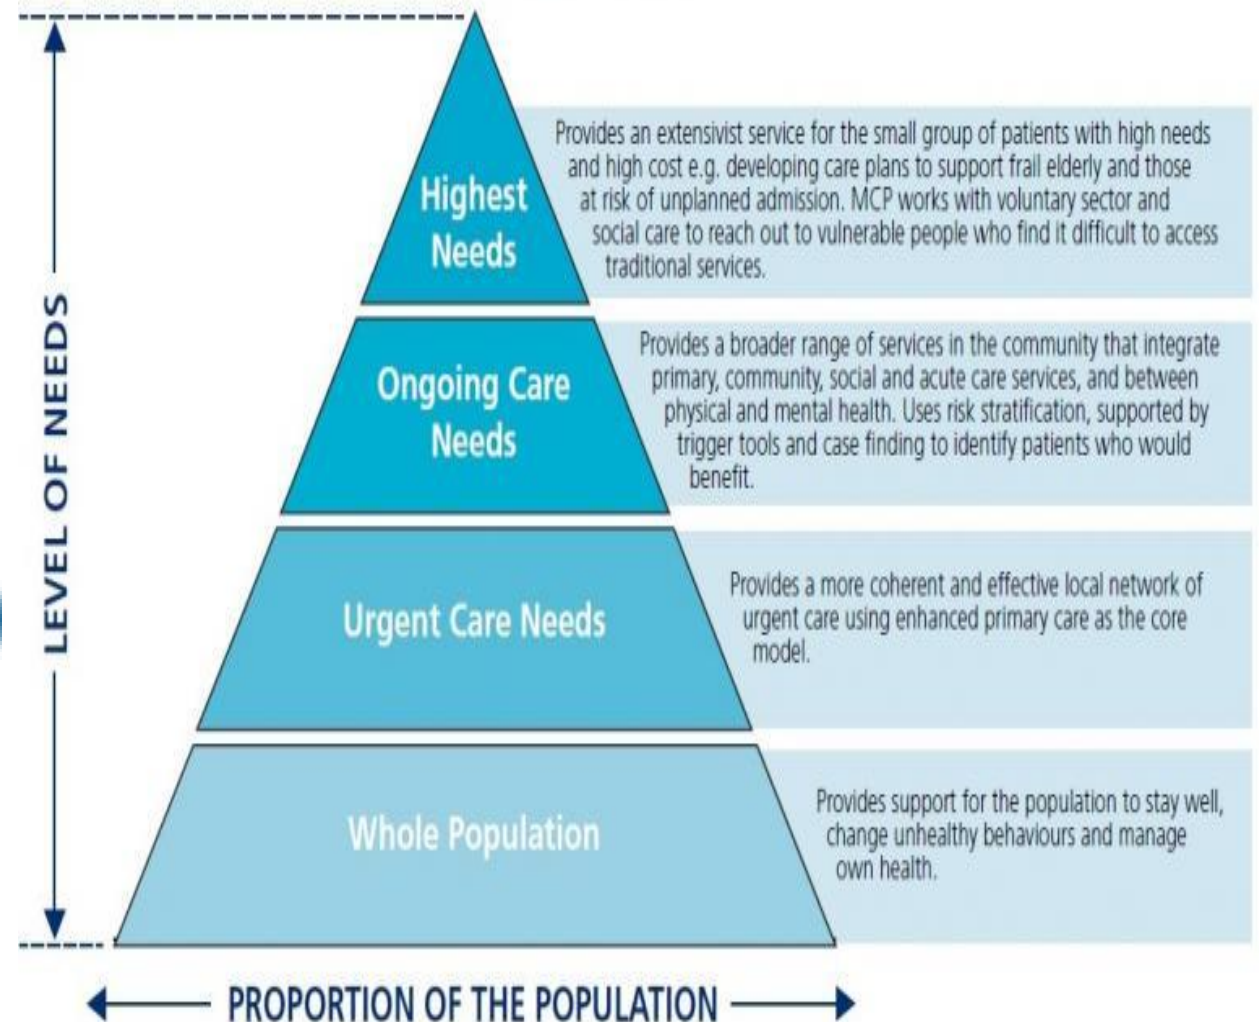 Highest
Needs
Provides an extensivist service for the small group of patients with high needs
and high cost e.g. developing care plans to support frail elderly and those
at risk of unplanned admission. MCP works with voluntary sector and
social care to reach out to vulnerable people who find it difficult to access
traditional services.
Ongoing Care
Needs
Provides a broader range of services in the community that integrate
primary, community, social and acute care services, and between
physical and mental health. Uses risk stratification, supported by
trigger tools and case finding to identify patients who would
benefit.
Urgent Care Needs
Provides a more coherent and effective local network of
urgent care using enhanced primary care as the core
model.
Whole Population
Provides support for the population to stay well,
change unhealthy behaviours and manage
own health.
LEVEL OF NEEDS
PROPORTION OF THE POPULATION